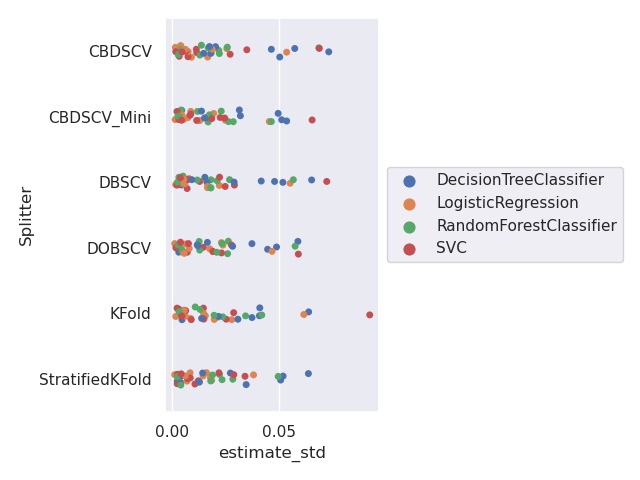 CBDSCV
CBDSCV_Mini
DBSCV
DOBSCV
KFold
StratifiedKFold
Splitter
0.00
0.05
estimate_std
DecisionTreeClassifier
LogisticRegression
RandomForestClassifier
SVC